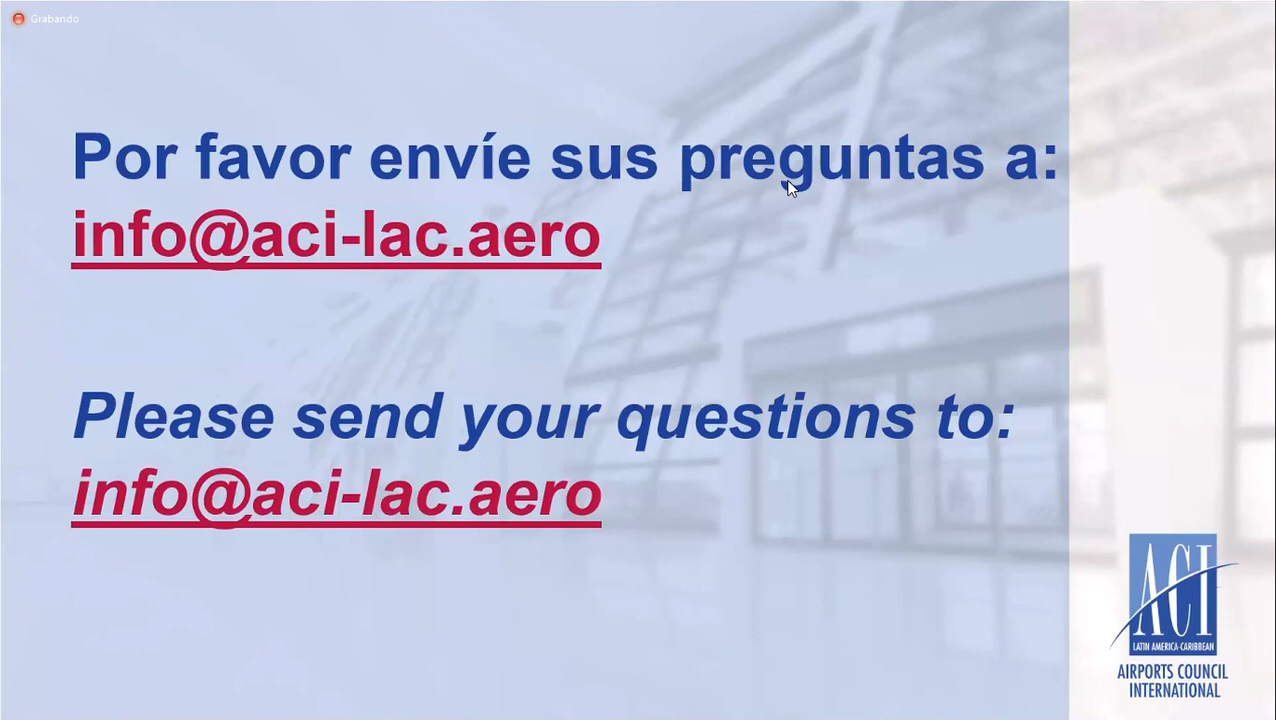 Grabando
Por favor envíe sus preguntas a:
info@aci-lac.aero
Please send your questions to:
info@aci-lac.aero
ACI
LATIN AMERICA-CARIBBEAN
AIRPORTS COUNCIL
INTERNATIONAL